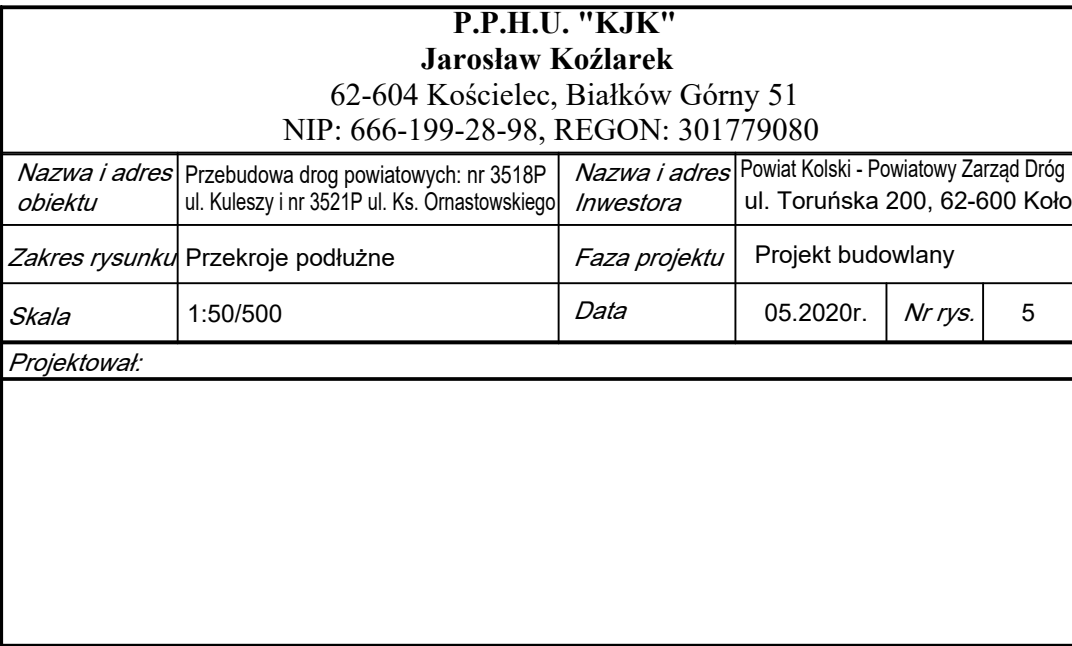 P.P.H.U. "KJK"
Jarosław Koźlarek
62-604 Kościelec, Białków Górny 51
NIP: 666-199-28-98, REGON: 301779080
Nazwa i adres obiektu
Przebudowa drog powiatowych: nr 3518P
ul. Kuleszy i nr 3521P ul. Ks. Ornastowskiego
Nazwa i adres Inwestora
Powiat Kolski - Powiatowy Zarząd Dróg
ul. Toruńska 200, 62-600 Koło
Zakres rysunku
Przekroje podłużne
Faza projektu
Projekt budowlany
Skala
1:50/500
Data
05.2020r.
Nr rys.
5
Projektował: